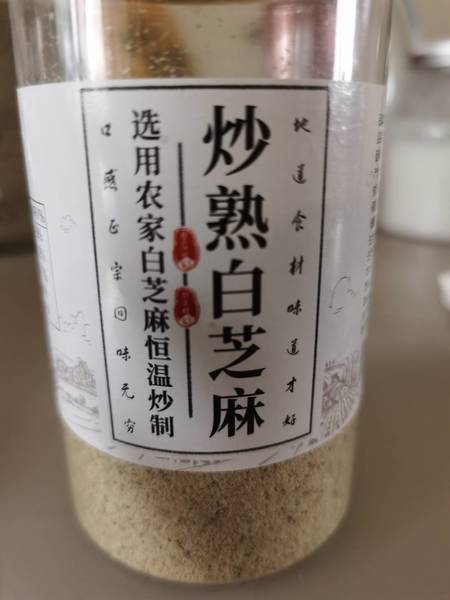 地道食材味道才好
炒熟白芝麻
选用农家白芝麻恒温炒制
口感正宗回味无穷